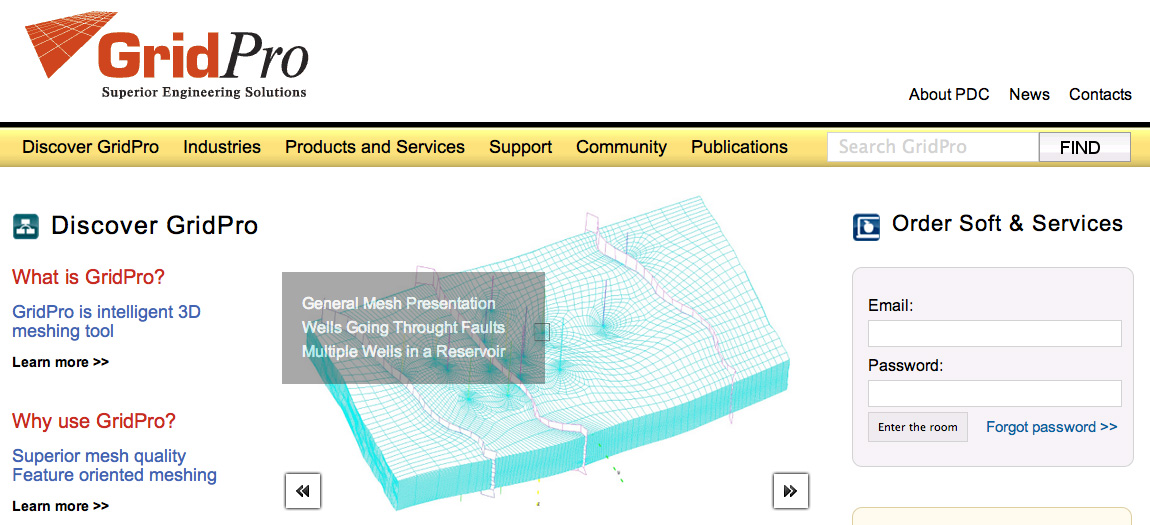 GridPro
Superior Engineering Solutions
About PDC News Contacts
Discover GridPro Industries Products and Services Support Community Publications Search GridPro FIND
Discover GridPro
What is GridPro?
GridPro is intelligent 3D
meshing tool
Learn more >>
Why use GridPro?
Superior mesh quality
Feature oriented meshing
Learn more >>
General Mesh Presentation
Wells Going Throught Faults
Multiple Wells in a Reservoir
Order Soft & Services
Email:
Password:
Enter the room Forgot password >>